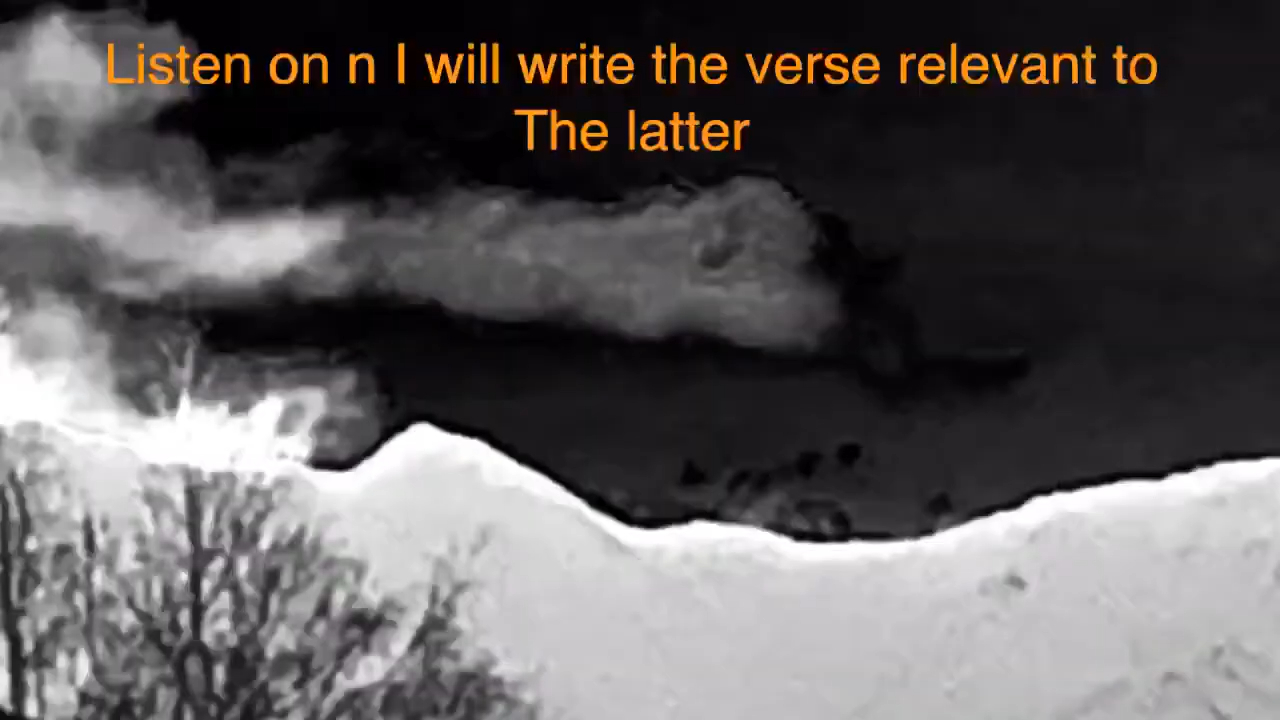 Listen on n I will write the verse relevant to
The latter